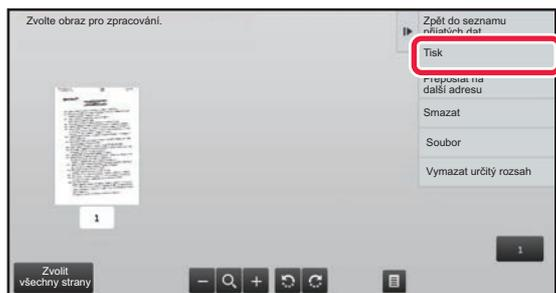 Zvolte obraz pro zpracování.
Zpět do seznamu
přijatých dat
Tisk
Přeposlat na
další adresu
Smazat
Soubor
Vymazat určitý rozsah
1
1
Zvolit
všechny strany